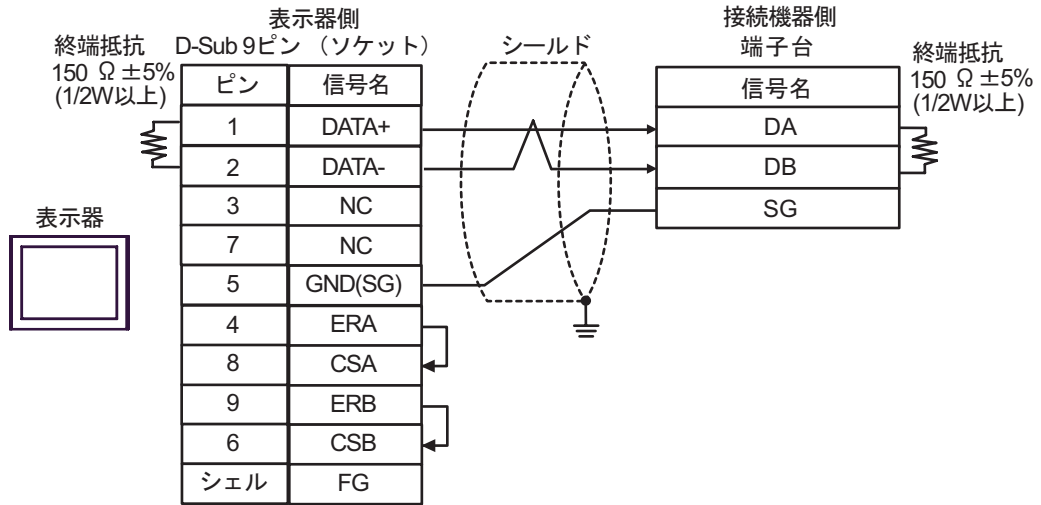 表示器側
D-Sub 9ピン （ソケット）
終端抵抗
150 Ω ±5%
(1/2W以上)
ピン 信号名
1 DATA+
2 DATA-
3 NC
7 NC
5 GND(SG)
4 ERA
8 CSA
9 ERB
6 CSB
シェル FG
表示器
シールド
接続機器側
端子台
信号名
DA
DB
SG
終端抵抗
150 Ω ±5%
(1/2W以上)